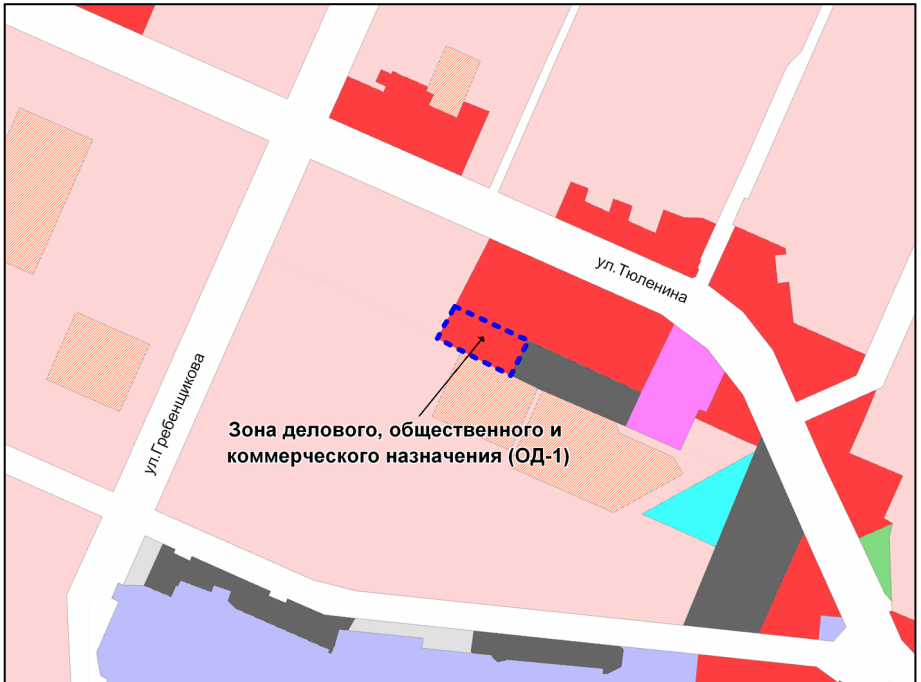 ул.Тюленина
ул.Гребенщикова
Зона делового, общественного и
коммерческого назначения (ОД-1)